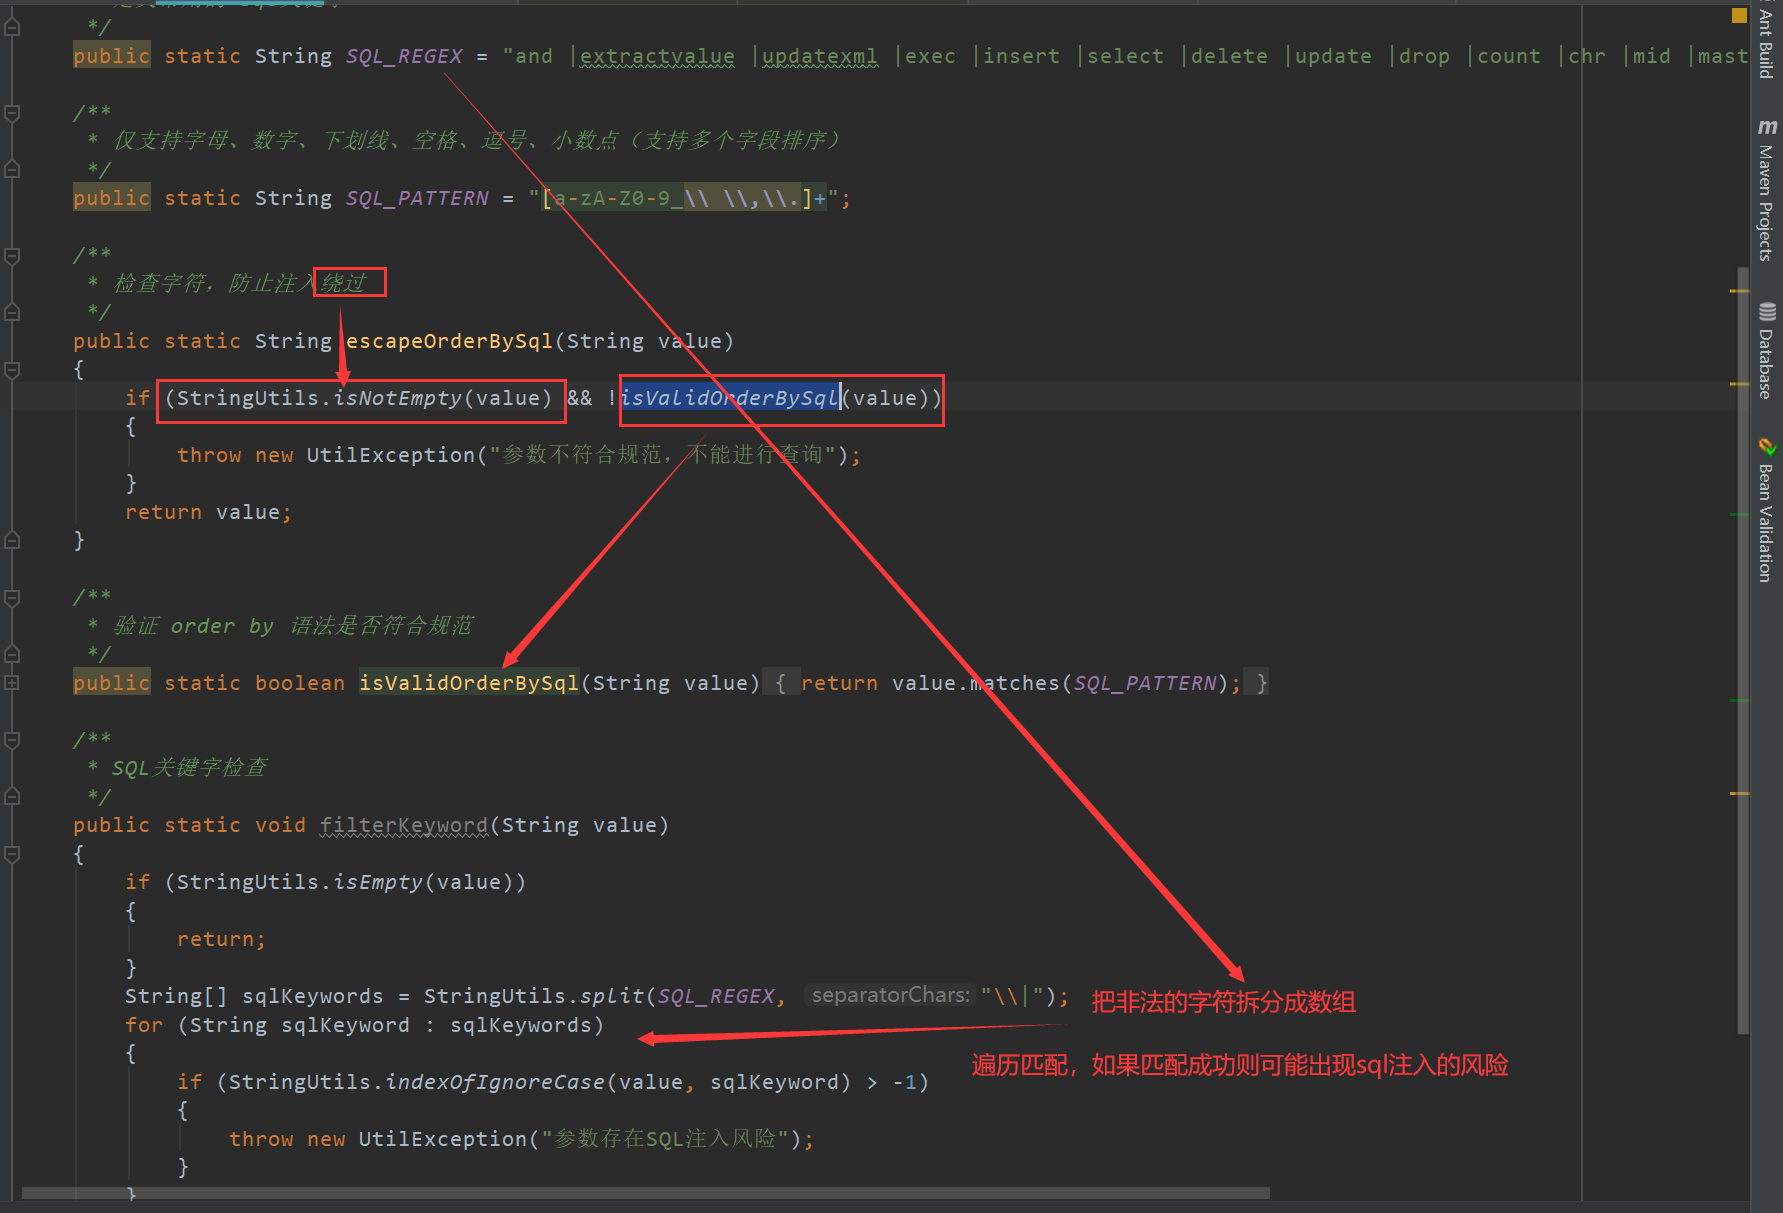 */
public static String SQL_REGEX = "and |extractvalue |updatexml |exec |insert |select |delete |update |drop |count |chr |mid |mast
/**
* 仅支持字母、数字、下划线、空格、逗号、小数点（支持多个字段排序）
*/
public static String SQL_PATTERN = "[a-zA-Z0-9_\\ \\,\\.]+";
/**
* 检查字符，防止注入绕过
*/
public static String escapeOrderBySql(String value)
{
if (StringUtils.isNotEmpty(value) && !isValidOrderBySql(value))
{
throw new UtilException("参数不符合规范，不能进行查询");
}
return value;
}
/**
* 验证 order by 语法是否符合规范
*/
public static boolean isValidOrderBySql(String value) { return value.matches(SQL_PATTERN); }
/**
* SQL关键字检查
*/
public static void filterKeyword(String value)
{
if (StringUtils.isEmpty(value))
{
return;
}
String[] sqlKeywords = StringUtils.split(SQL_REGEX, separatorChars: "\\|");
把非法的字符拆分成数组
for (String sqlKeyword : sqlKeywords)
{
遍历匹配，如果匹配成功则可能出现sql注入的风险
if (StringUtils.indexOfIgnoreCase(value, sqlKeyword) > -1)
{
throw new UtilException("参数存在SQL注入风险");
}
}
Ant Build
m Maven Projects
Database
Bean Validation